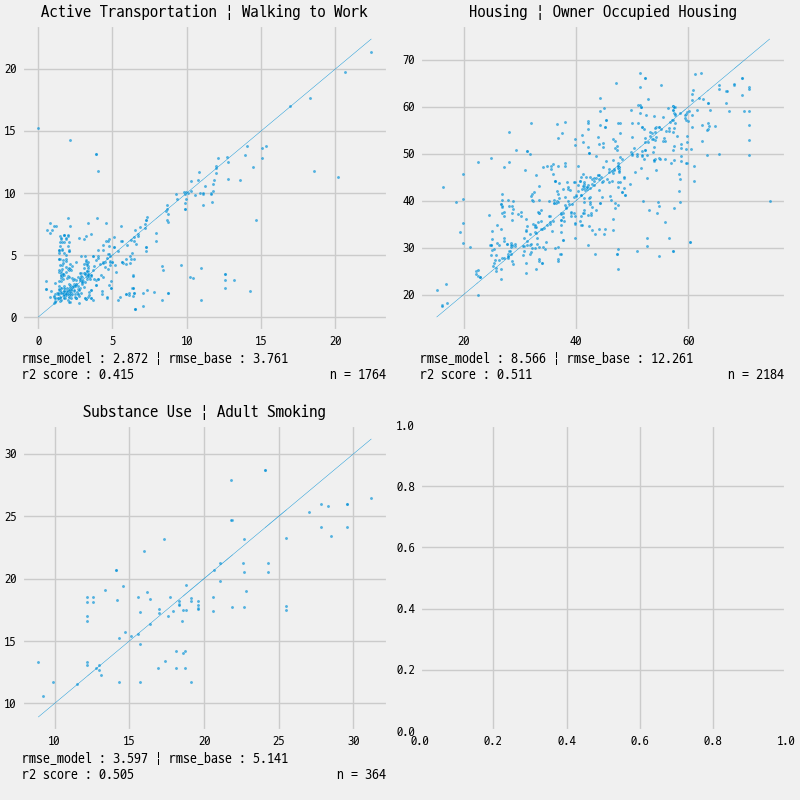 Active Transportation ¦ Walking to Work
20
15
10
5
0
0 5 10 15 20
rmse_model : 2.872 ¦ rmse_base : 3.761
r2 score : 0.415 n = 1764
Housing ¦ Owner Occupied Housing
70
60
50
40
30
20
20 40 60
rmse_model : 8.566 ¦ rmse_base : 12.261
r2 score : 0.511 n = 2184
Substance Use ¦ Adult Smoking
30
25
20
15
10
10 15 20 25 30
rmse_model : 3.597 ¦ rmse_base : 5.141
r2 score : 0.505 n = 364
1.0
0.8
0.6
0.4
0.2
0.0
0.0 0.2 0.4 0.6 0.8 1.0